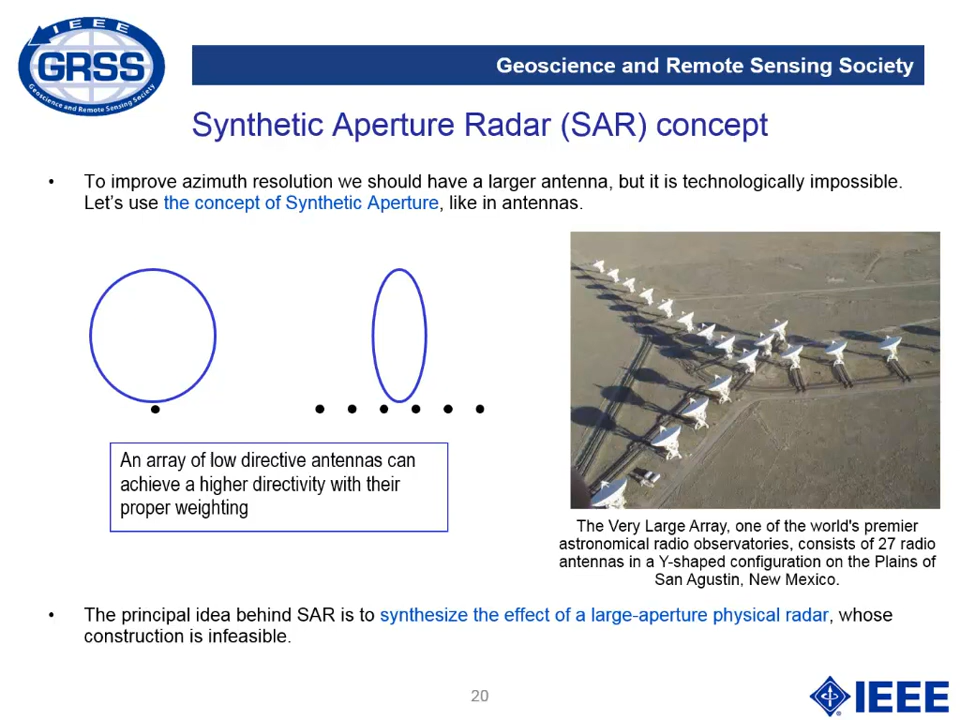 IEEE
GRSS
Geoscience and Remote Sensing Society
Geoscience and Remote Sensing Society
Synthetic Aperture Radar (SAR) concept
• To improve azimuth resolution we should have a larger antenna, but it is technologically impossible.
Let's use the concept of Synthetic Aperture, like in antennas.
An array of low directive antennas can
achieve a higher directivity with their
proper weighting
The Very Large Array, one of the world's premier
astronomical radio observatories, consists of 27 radio
antennas in a Y-shaped configuration on the Plains of
San Agustin, New Mexico.
• The principal idea behind SAR is to synthesize the effect of a large-aperture physical radar, whose
construction is infeasible.
20
IEEE